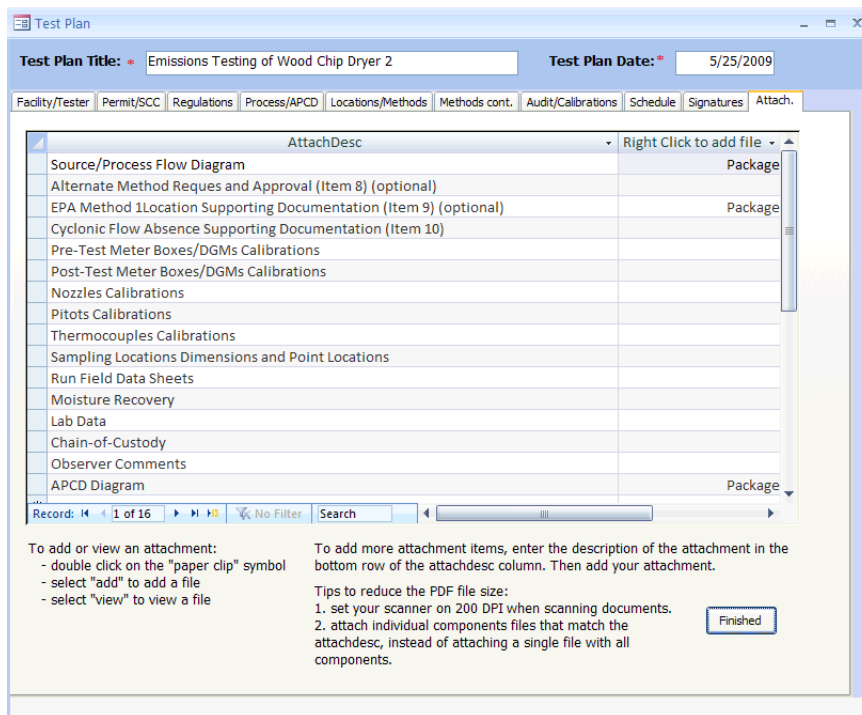 Test Plan
Test Plan Title: * Emissions Testing of Wood Chip Dryer 2 Test Plan Date:* 5/25/2009
Facility/Tester Permit/SCC Regulations Process/APCD Locations/Methods Methods cont. Audit/Calibrations Schedule Signatures Attach.
AttachDesc Right Click to add file
Source/Process Flow Diagram Package
Alternate Method Reques and Approval (Item 8) (optional)
EPA Method 1Location Supporting Documentation (Item 9) (optional) Package
Cyclonic Flow Absence Supporting Documentation (Item 10)
Pre-Test Meter Boxes/DGMs Calibrations
Post-Test Meter Boxes/DGMs Calibrations
Nozzles Calibrations
Pitots Calibrations
Thermocouples Calibrations
Sampling Locations Dimensions and Point Locations
Run Field Data Sheets
Moisture Recovery
Lab Data
Chain-of-Custody
Observer Comments
APCD Diagram Package
Record: 1 of 16 No Filter Search
To add or view an attachment:
- double click on the "paper clip" symbol
- select "add" to add a file
- select "view" to view a file
To add more attachment items, enter the description of the attachment in the
bottom row of the attachdesc column. Then add your attachment.
Tips to reduce the PDF file size:
1. set your scanner on 200 DPI when scanning documents.
2. attach individual components files that match the
attachdesc, instead of attaching a single file with all
components.
Finished